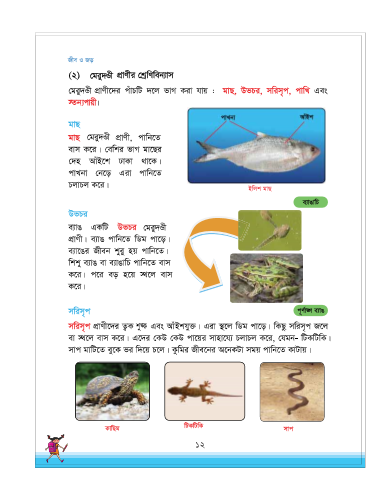 জীব ও জড়
(২) মেরুদণ্ডী প্রাণীর শ্রেণিবিন্যাস
মেরুদণ্ডী প্রাণীদের পাঁচটি দলে ভাগ করা যায় : মাছ, উভচর, সরিসৃপ, পাখি এবং
স্তন্যপায়ী।
মাছ
মাছ মেরুদণ্ডী প্রাণী, পানিতে
বাস করে। বেশির ভাগ মাছের
দেহ আঁইশে ঢাকা থাকে।
পাখনা নেড়ে এরা পানিতে
চলাচল করে।
পাখনা
আঁইশ
ইলিশ মাছ
উভচর
ব্যাঙ একটি উভচর মেরুদণ্ডী
প্রাণী। ব্যাঙ পানিতে ডিম পাড়ে।
ব্যাঙের জীবন শুরু হয় পানিতে।
শিশু ব্যাঙ বা ব্যাঙাচি পানিতে বাস
করে। পরে বড় হয়ে স্থলে বাস
করে।
ব্যাঙাচি
পূর্ণাঙ্গ ব্যাঙ
সরিসৃপ
সরিসৃপ প্রাণীদের ত্বক শুষ্ক এবং আঁইশযুক্ত। এরা স্থলে ডিম পাড়ে। কিছু সরিসৃপ জলে
বা স্থলে বাস করে। এদের কেউ কেউ পায়ের সাহায্যে চলাচল করে, যেমন- টিকটিকি।
সাপ মাটিতে বুকে ভর দিয়ে চলে। কুমির জীবনের অনেকটা সময় পানিতে কাটায়।
কাছিম
টিকটিকি
সাপ
১২